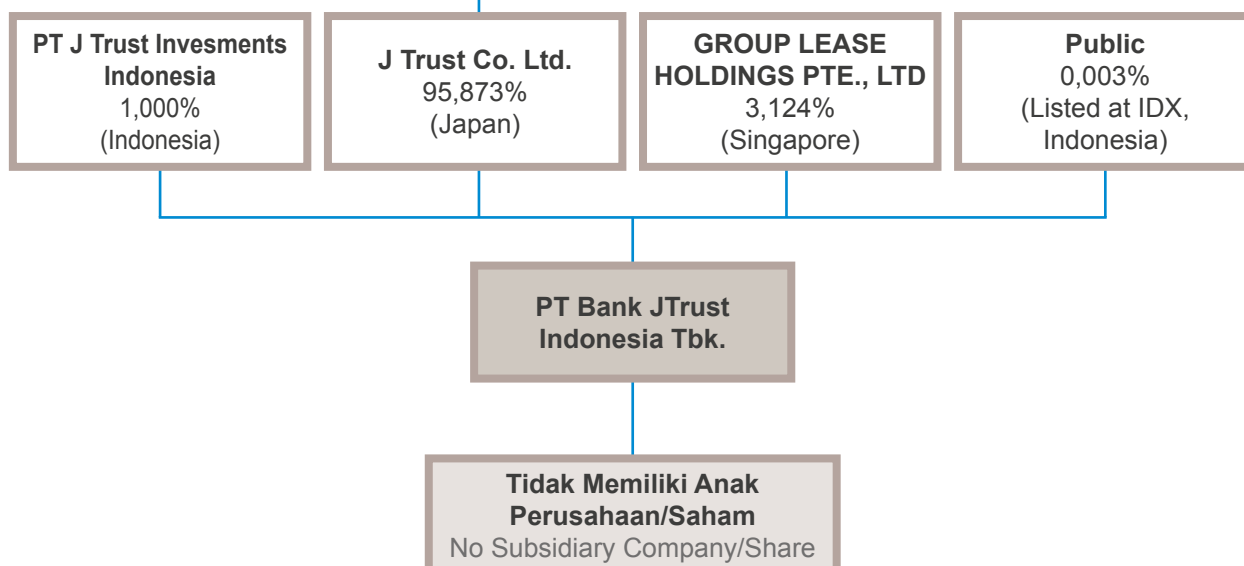 PT J Trust Invesments
Indonesia
1,000%
(Indonesia)
J Trust Co. Ltd.
95,873%
(Japan)
GROUP LEASE
HOLDINGS PTE., LTD
3,124%
(Singapore)
Public
0,003%
(Listed at IDX,
Indonesia)
PT Bank JTrust
Indonesia Tbk.
Tidak Memiliki Anak
Perusahaan/Saham
No Subsidiary Company/Share